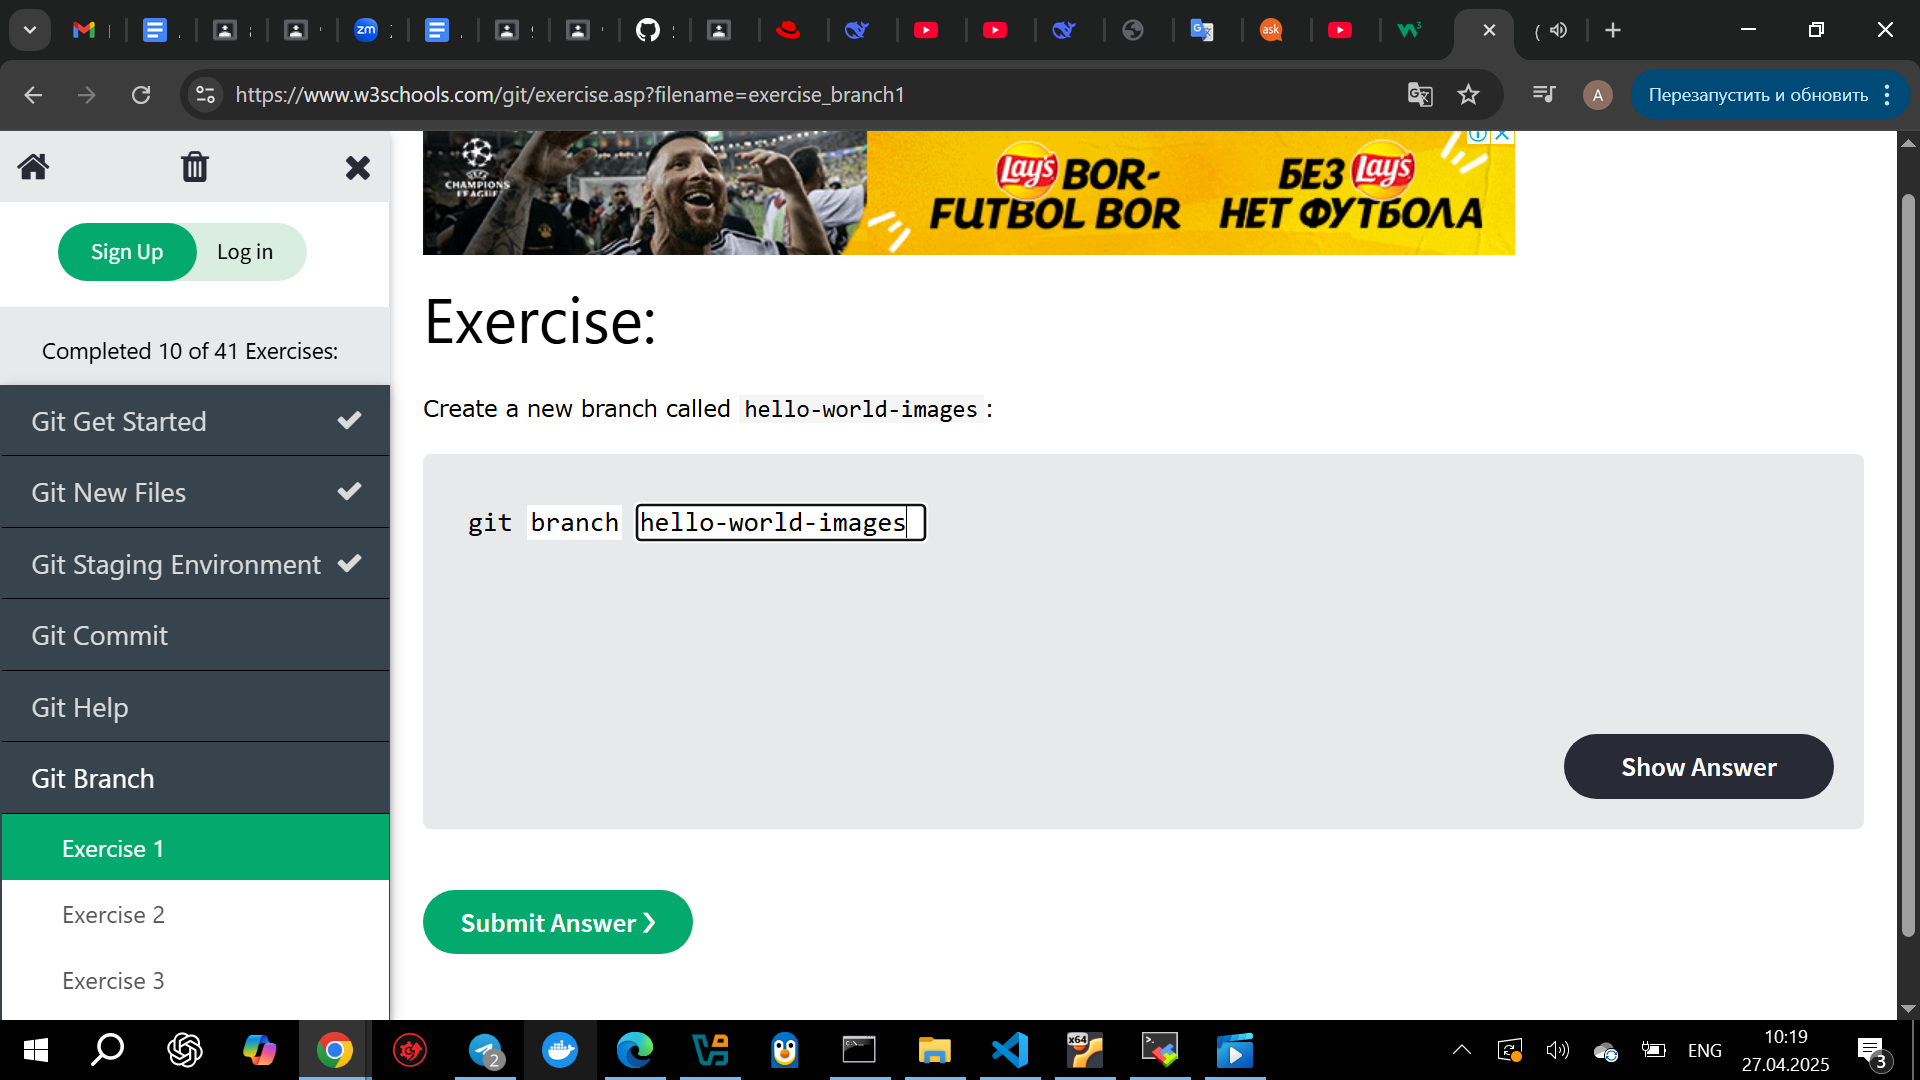 zm
ask
https://www.w3schools.com/git/exercise.asp?filename=exercise_branch1
A
Перезапустить и обновить
CHAMPIONS LEAGUE
Lay's BOR-
FUTBOL BOR
БЕЗ Lay's
НЕТ ФУТБОЛА
Sign Up
Log in
Completed 10 of 41 Exercises:
Git Get Started
Git New Files
Git Staging Environment
Git Commit
Git Help
Git Branch
Exercise 1
Exercise 2
Exercise 3
Exercise:
Create a new branch called hello-world-images:
git branch hello-world-images
Show Answer
Submit Answer ❯
2
x64
ENG
10:19
27.04.2025
3